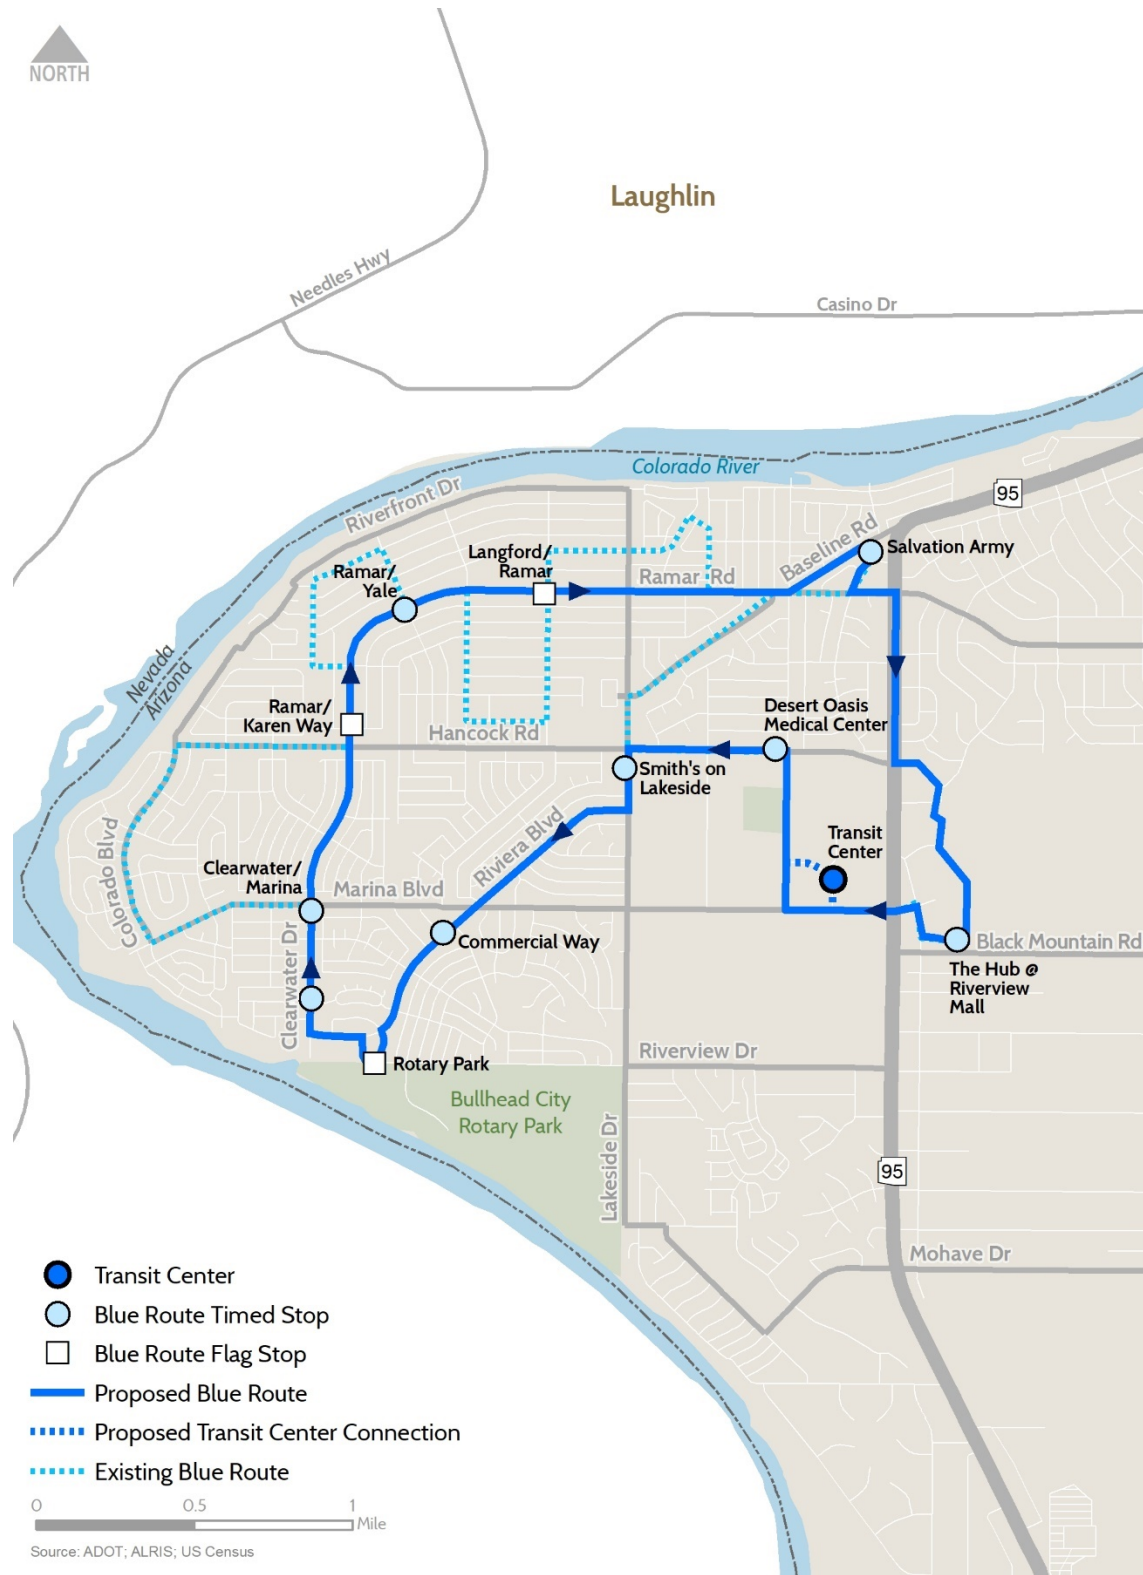 NORTH
Laughlin
Needles Hwy
Casino Dr
Colorado River
95
Riverfront Dr
Langford/
Ramar
Baseline Rd
Salvation Army
Ramar/
Yale
Ramar Rd
Nevada
Arizona
Ramar/
Karen Way
Hancock Rd
Desert Oasis
Medical Center
Smith's on
Lakeside
Colorado Blvd
Riviera Blvd
Transit
Center
Clearwater/
Marina
Marina Blvd
Commercial Way
Black Mountain Rd
The Hub @
Riverview
Mall
Clearwater Dr
Rotary Park
Riverview Dr
Bullhead City
Rotary Park
Lakeside Dr
95
Mohave Dr
Transit Center
Blue Route Timed Stop
Blue Route Flag Stop
Proposed Blue Route
Proposed Transit Center Connection
Existing Blue Route
0 0.5 1
Mile
Source: ADOT; ALRIS; US Census